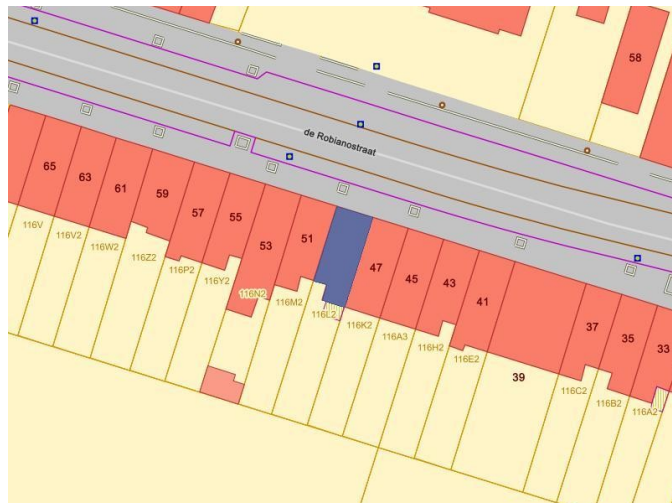 58
de Robianostraat
65
63
61
59
57
55
53
51
47
45
43
41
39
37
35
33
116V
116V2
116W2
116Z2
116P2
116Y2
116N2
116M2
116L2
116K2
116A3
116H2
116E2
116C2
116B2
116A2